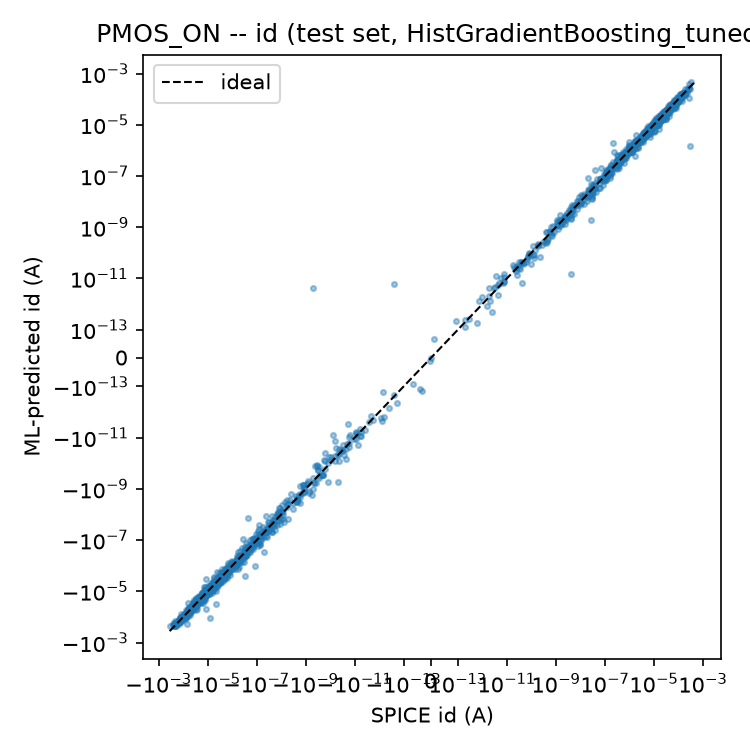 PMOS_ON -- id (test set, HistGradientBoosting_tuned
ideal
10⁻³
10⁻⁵
10⁻⁷
10⁻⁹
10⁻¹¹
10⁻¹³
0
−10⁻¹³
−10⁻¹¹
−10⁻⁹
−10⁻⁷
−10⁻⁵
−10⁻³
ML-predicted id (A)
−10⁻³ −10⁻⁵ −10⁻⁷ −10⁻⁹ −10⁻¹¹ −10⁻¹³ 0 10⁻¹³ 10⁻¹¹ 10⁻⁹ 10⁻⁷ 10⁻⁵ 10⁻³
SPICE id (A)